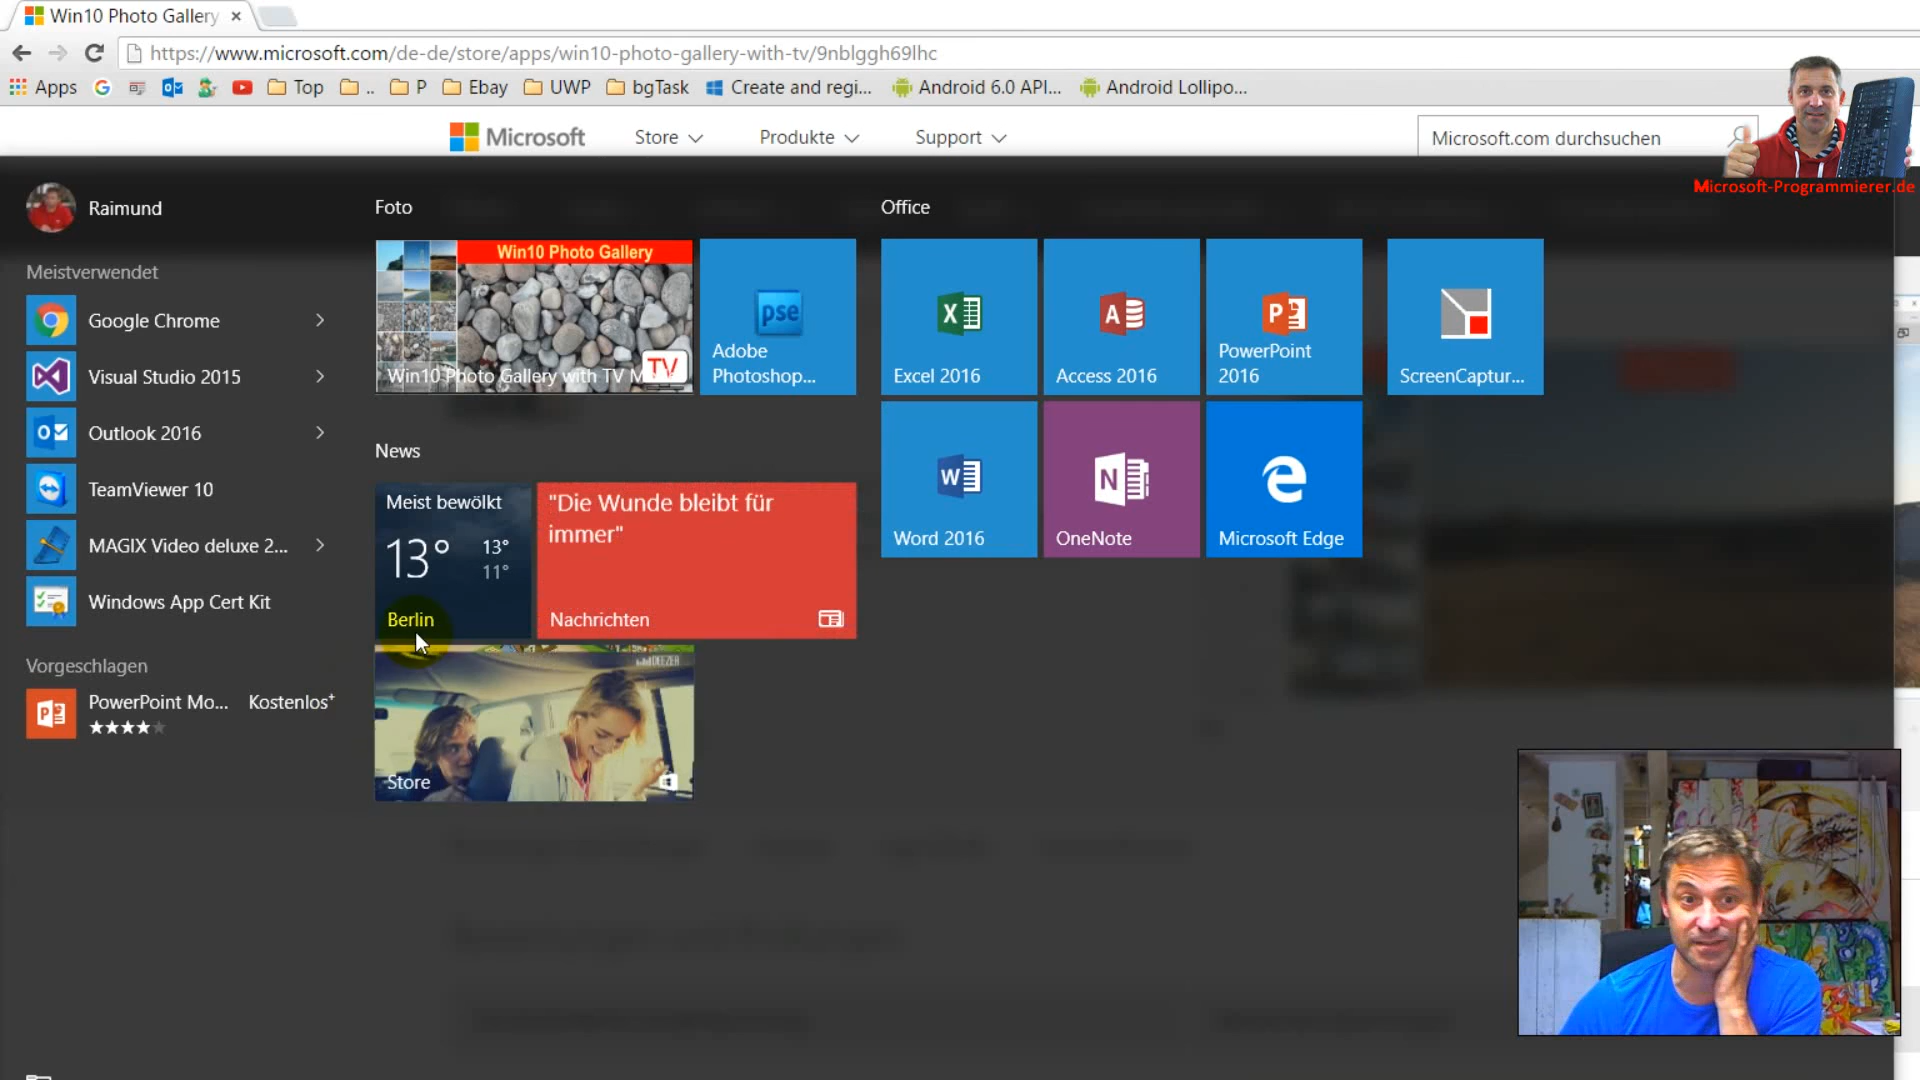 Win10 Photo Gallery
https://www.microsoft.com/de-de/store/apps/win10-photo-gallery-with-tv/9nblggh69lhc
Apps
Top
..
P
Ebay
UWP
bgTask
Create and regi...
Android 6.0 API...
Android Lollipo...
Microsoft
Store
Produkte
Support
Microsoft.com durchsuchen
Microsoft-Programmierer.de
Raimund
Meistverwendet
Google Chrome
Visual Studio 2015
Outlook 2016
TeamViewer 10
MAGIX Video deluxe 2...
Windows App Cert Kit
Vorgeschlagen
PowerPoint Mo...
Kostenlos+
Foto
Win10 Photo Gallery
Win10 Photo Gallery with TV M
TV
pse
Adobe
Photoshop...
News
Meist bewölkt
13°
13°
11°
Berlin
"Die Wunde bleibt für
immer"
Nachrichten
DEEZER
Store
Office
Excel 2016
Access 2016
PowerPoint
2016
ScreenCaptur...
Word 2016
OneNote
Microsoft Edge